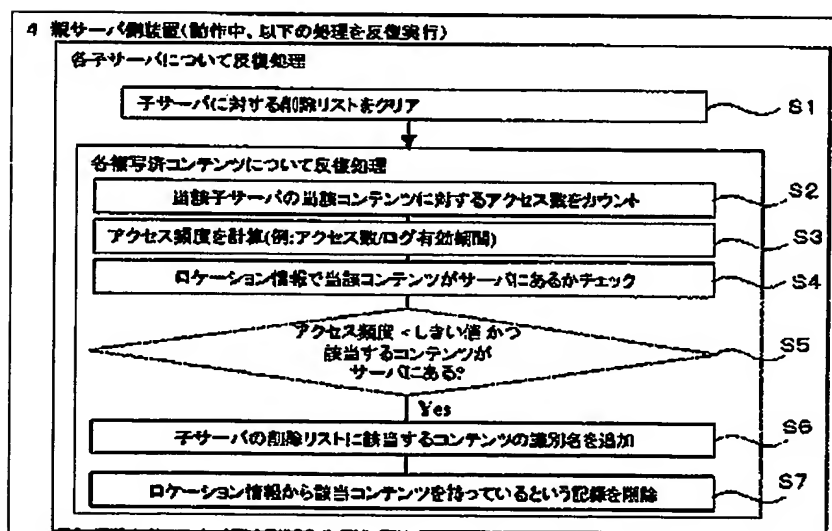 4 親サーバ側装置(動作中、以下の処理を反復実行)
各子サーバについて反復処理
子サーバに対する削除リストをクリア
S1
各複写済コンテンツについて反復処理
当該子サーバの当該コンテンツに対するアクセス数をカウント
S2
アクセス頻度を計算(例:アクセス数/ログ有効期間)
S3
ロケーション情報で当該コンテンツがサーバにあるかチェック
S4
アクセス頻度 < しきい値 かつ
該当するコンテンツが
サーバにある?
S5
Yes
子サーバの削除リストに該当するコンテンツの識別名を追加
S6
ロケーション情報から該当コンテンツを持っているという記録を削除
S7